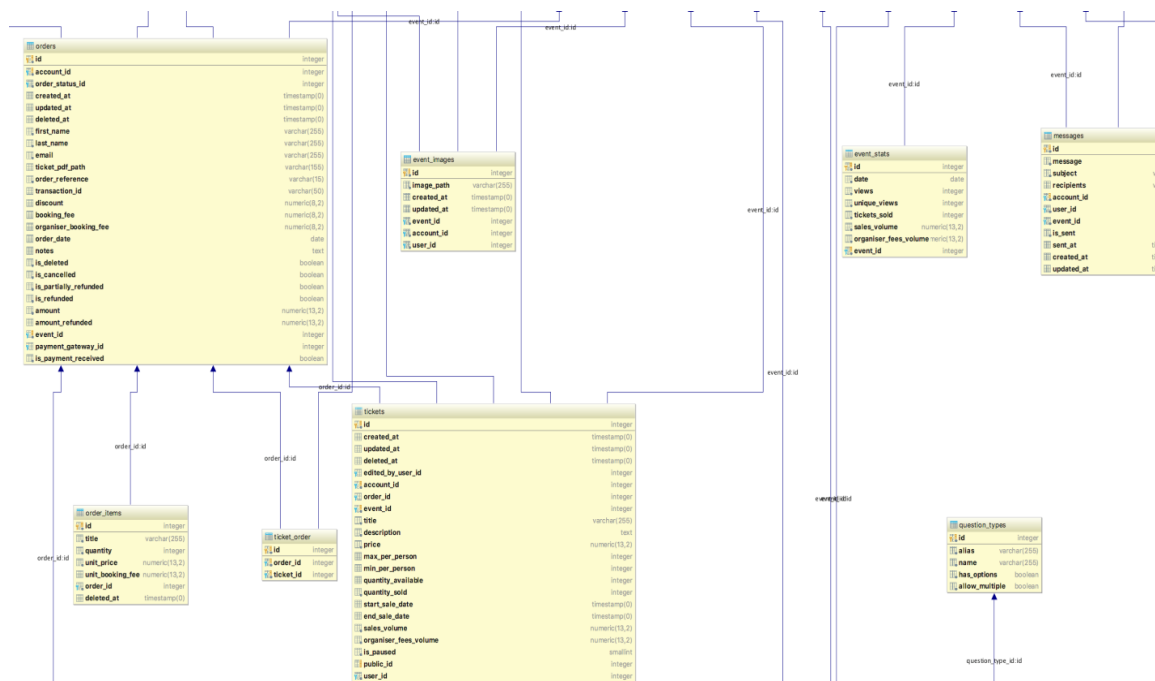 event_id:id
event_id:id
orders
id integer
account_id integer
order_status_id integer
created_at timestamp(0)
updated_at timestamp(0)
deleted_at timestamp(0)
first_name varchar(255)
last_name varchar(255)
email varchar(255)
ticket_pdf_path varchar(155)
order_reference varchar(15)
transaction_id varchar(50)
discount numeric(8,2)
booking_fee numeric(8,2)
organiser_booking_fee numeric(8,2)
order_date date
notes text
is_deleted boolean
is_cancelled boolean
is_partially_refunded boolean
is_refunded boolean
amount numeric(13,2)
amount_refunded numeric(13,2)
event_id integer
payment_gateway_id integer
is_payment_received boolean
event_images
id integer
image_path varchar(255)
created_at timestamp(0)
updated_at timestamp(0)
event_id integer
account_id integer
user_id integer
event_id:id
event_id:id
event_id:id
event_stats
id integer
date date
views integer
unique_views integer
tickets_sold integer
sales_volume numeric(13,2)
organiser_fees_volume meric(13,2)
event_id integer
event_id:id
messages
id
message
subject
recipients
account_id
user_id
event_id
is_sent
sent_at
created_at
updated_at
order_id:id
order_id:id
order_id:id
order_id:id
order_items
id integer
title varchar(255)
quantity integer
unit_price numeric(13,2)
unit_booking_fee numeric(13,2)
order_id integer
deleted_at timestamp(0)
ticket_order
id integer
order_id integer
ticket_id integer
tickets
id integer
created_at timestamp(0)
updated_at timestamp(0)
deleted_at timestamp(0)
edited_by_user_id integer
account_id integer
order_id integer
event_id integer
title varchar(255)
description text
price numeric(13,2)
max_per_person integer
min_per_person integer
quantity_available integer
quantity_sold integer
start_sale_date timestamp(0)
end_sale_date timestamp(0)
sales_volume numeric(13,2)
organiser_fees_volume numeric(13,2)
is_paused smallint
public_id integer
user_id integer
question_types
id integer
alias varchar(255)
name varchar(255)
has_options boolean
allow_multiple boolean
question_type_id:id